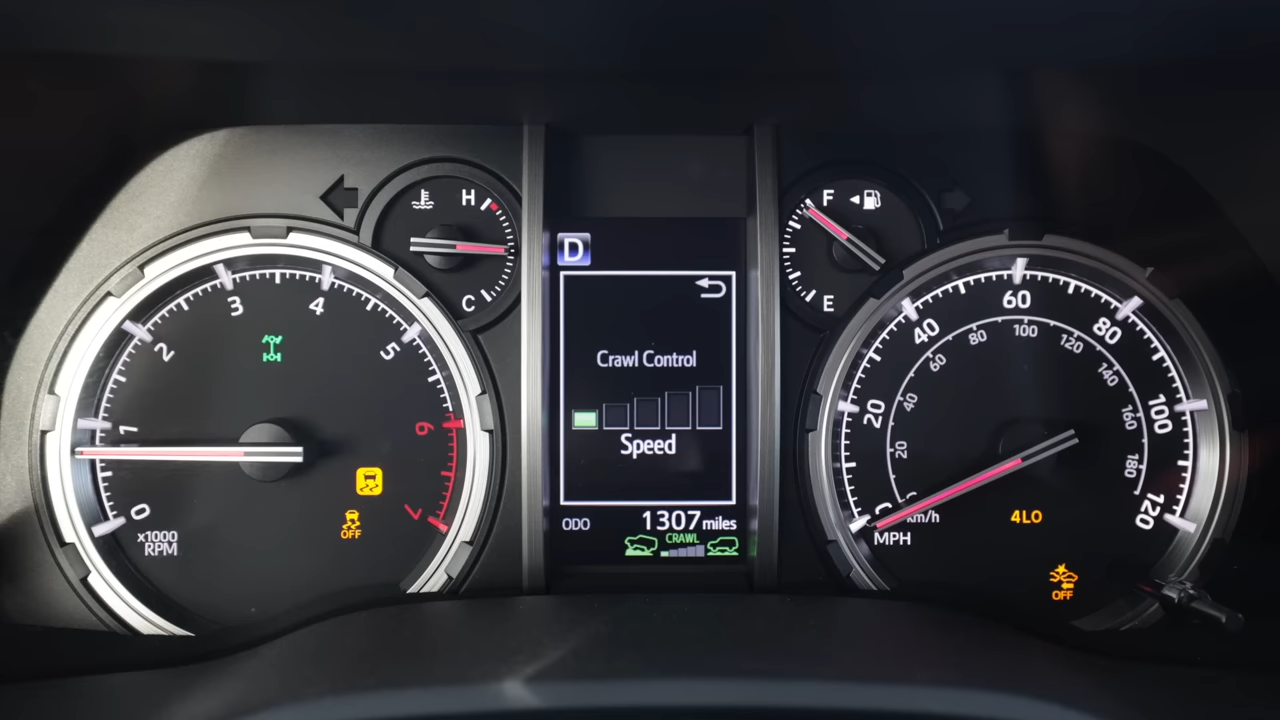 0
1
2
3
4
5
6
7
x1000
RPM
OFF
H
C
D
Crawl Control
Speed
ODO 1307 miles
CRAWL
F
E
20
40
60
80
100
120
20
40
60
80
100
120
140
160
180
km/h
MPH
4LO
OFF